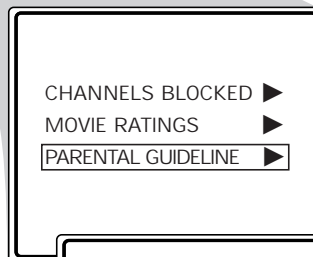 CHANNELS BLOCKED ▶
MOVIE RATINGS ▶
PARENTAL GUIDELINE ▶